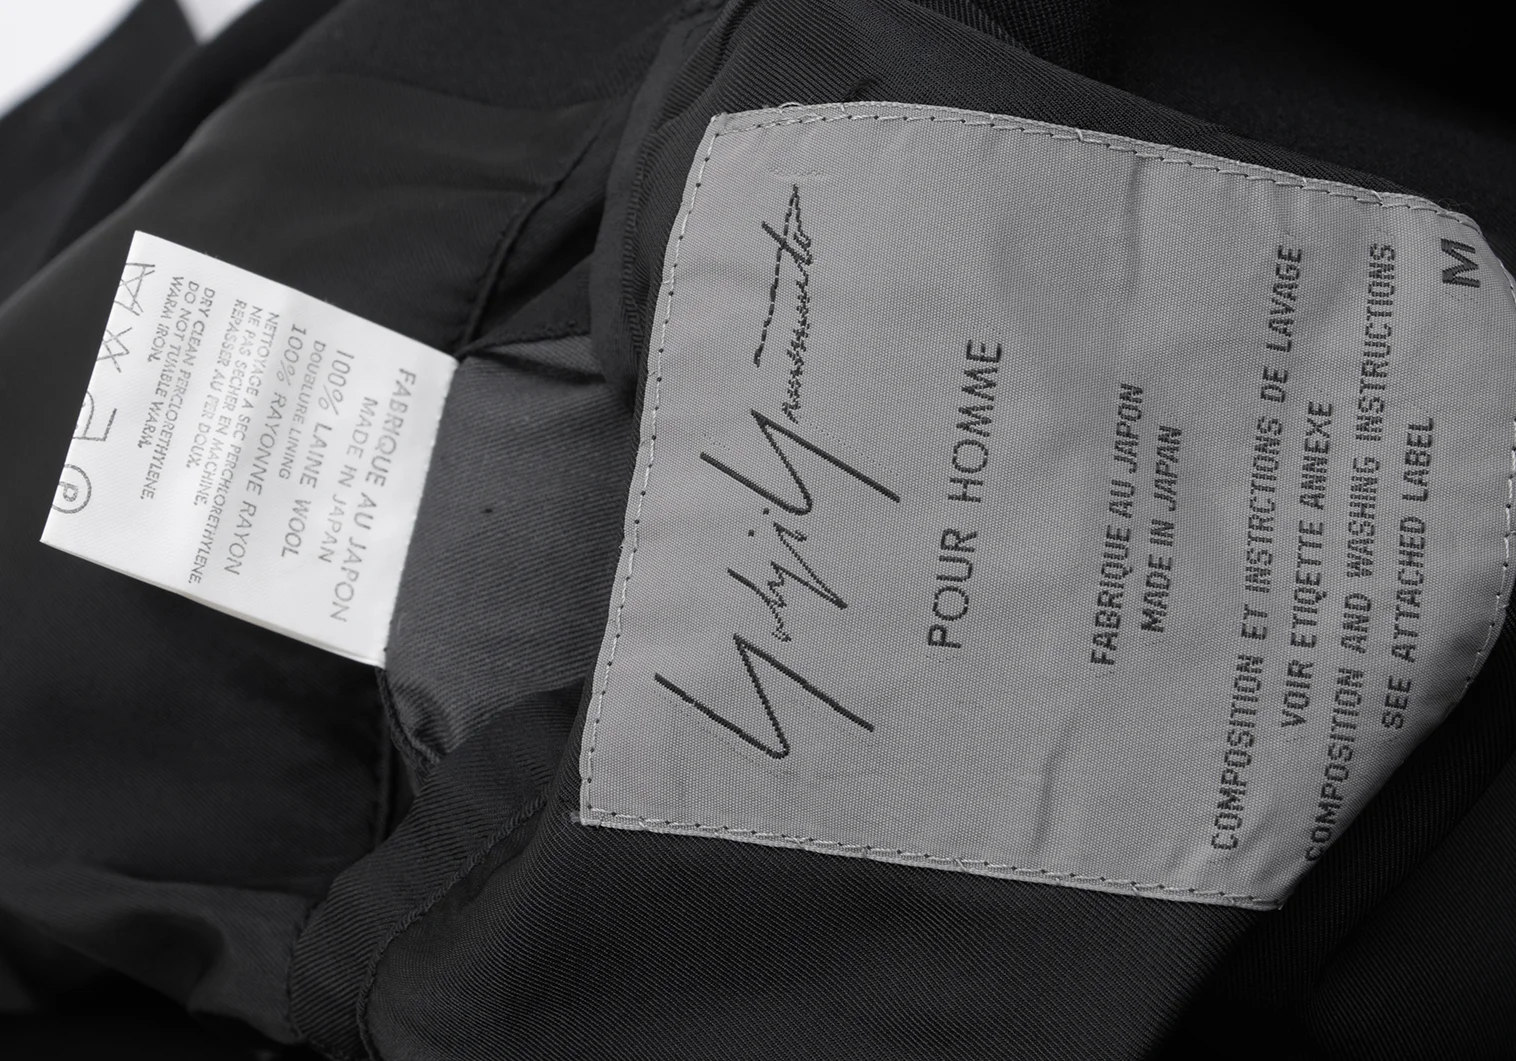 Yohji Yamamoto
POUR HOMME
FABRIQUE AU JAPON
MADE IN JAPAN
COMPOSITION ET INSTRCTIONS DE LAVAGE
VOIR ETIQETTE ANNEXE
COMPOSITION AND WASHING INSTRUCTIONS
SEE ATTACHED LABEL
M
FABRIQUE AU JAPON
MADE IN JAPAN
100% LAINE WOOL
DOUBLURE LINING
100% RAYONNE RAYON
NETTOYAGE A SEC PERCHLORETHYLENE.
NE PAS SECHER EN MACHINE.
REPASSER AU FER DOUX.
DRY CLEAN PERCLORETHYLENE.
DO NOT TUMBLE WARM.
WARM IRON.
P